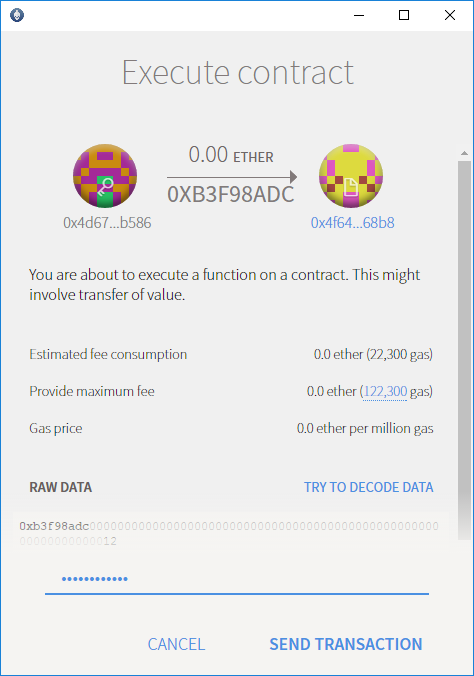 Execute contract
0.00 ETHER
0XB3F98ADC
0x4d67...b586
0x4f64...68b8
You are about to execute a function on a contract. This might
involve transfer of value.
Estimated fee consumption 0.0 ether (22,300 gas)
Provide maximum fee 0.0 ether (122,300 gas)
Gas price 0.0 ether per million gas
RAW DATA TRY TO DECODE DATA
0xb3f98adc00000000000000000000000000000000000000000000000000
00000000000012
CANCEL SEND TRANSACTION